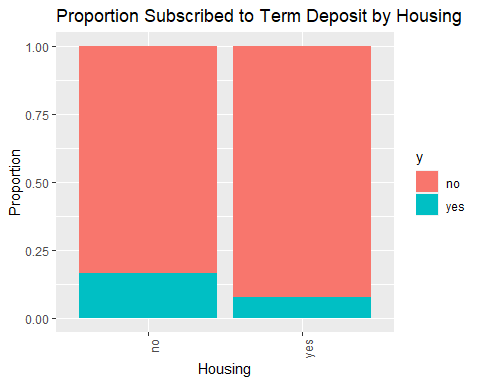 Proportion Subscribed to Term Deposit by Housing
1.00
0.75
0.50
0.25
0.00
Proportion
no
yes
Housing
y
no
yes